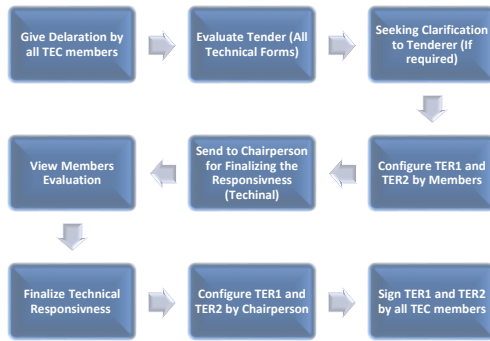 Give Delaration by
all TEC members
Evaluate Tender (All
Technical Forms)
Seeking Clarification
to Tenderer (If
required)
Configure TER1 and
TER2 by Members
Send to Chairperson
for Finalizing the
Responsivness
(Techinal)
View Members
Evaluation
Finalize Technical
Responsivness
Configure TER1 and
TER2 by Chairperson
Sign TER1 and TER2
by all TEC members